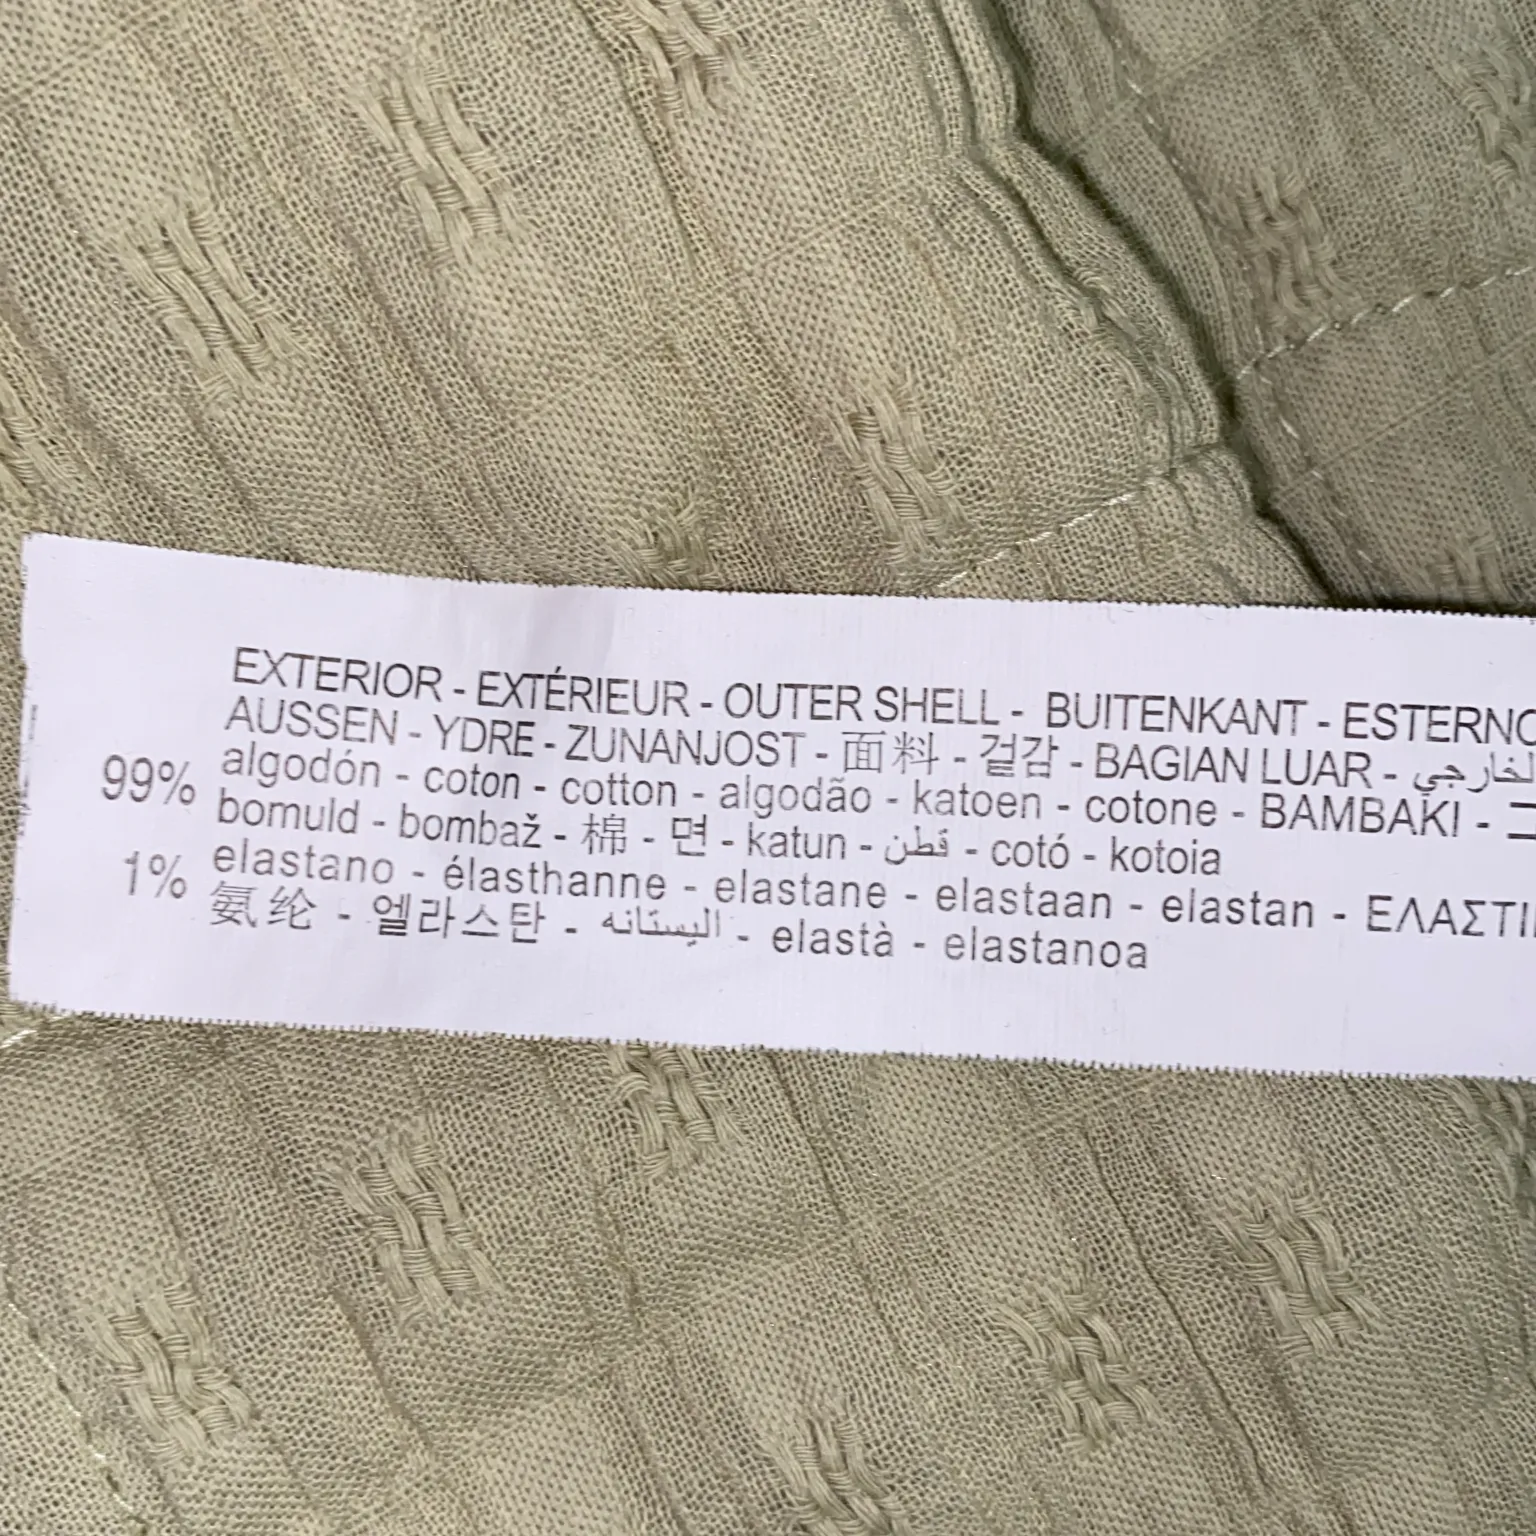 EXTERIOR - EXTÉRIEUR - OUTER SHELL - BUITENKANT - ESTERNO
AUSSEN - YDRE - ZUNANJOST - 面料 - 겉감 - BAGIAN LUAR -
99% algodón - coton - cotton - algodão - katoen - cotone - BAMBAKI -
bomuld - bombaž - 棉 - 면 - katun - قطن - cotó - kotoia
1% elastano - élasthanne - elastane - elastaan - elastan -
氨纶 - 엘라스탄 - اليستانه - elastà - elastanoa